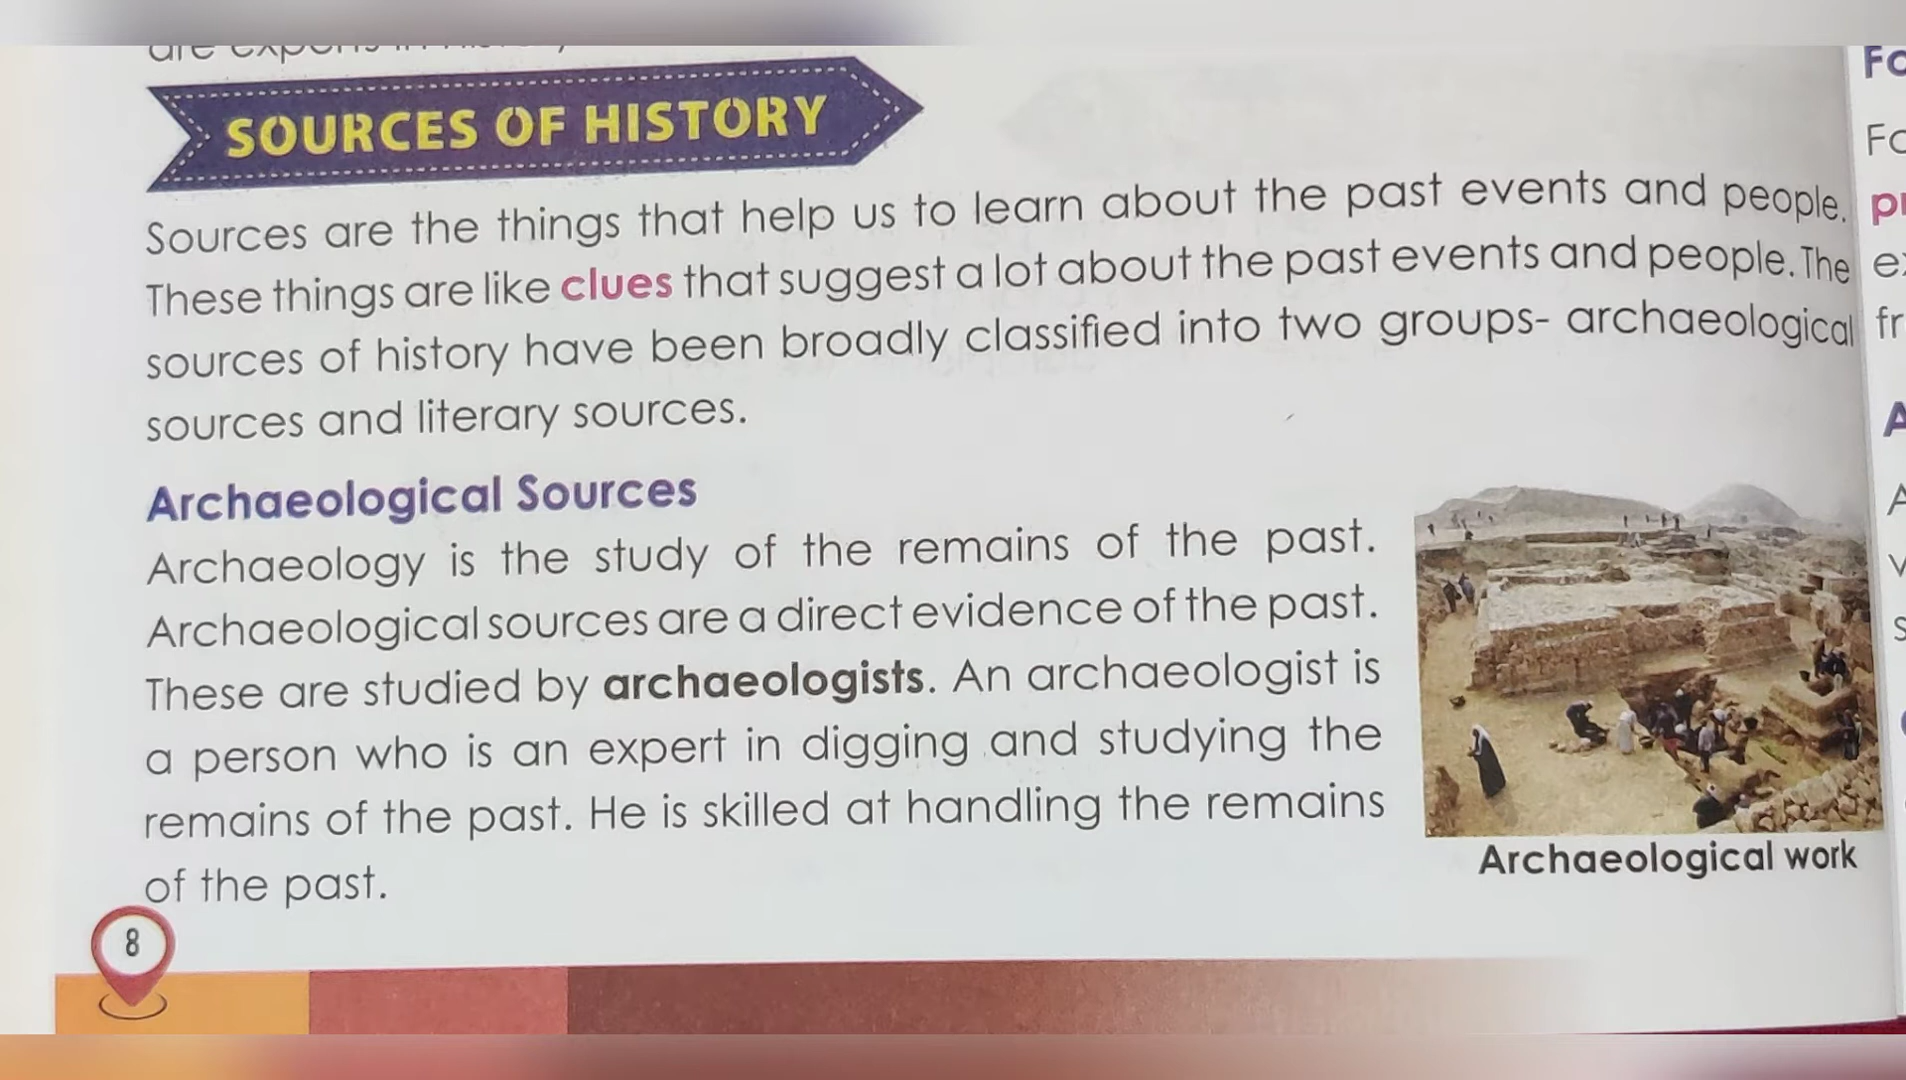 SOURCES OF HISTORY
Sources are the things that help us to learn about the past events and people.
These things are like clues that suggest a lot about the past events and people. The
sources of history have been broadly classified into two groups- archaeological
sources and literary sources.
Archaeological Sources
Archaeology is the study of the remains of the past.
Archaeological sources are a direct evidence of the past.
These are studied by archaeologists. An archaeologist is
a person who is an expert in digging and studying the
remains of the past. He is skilled at handling the remains
of the past.
Archaeological work
8